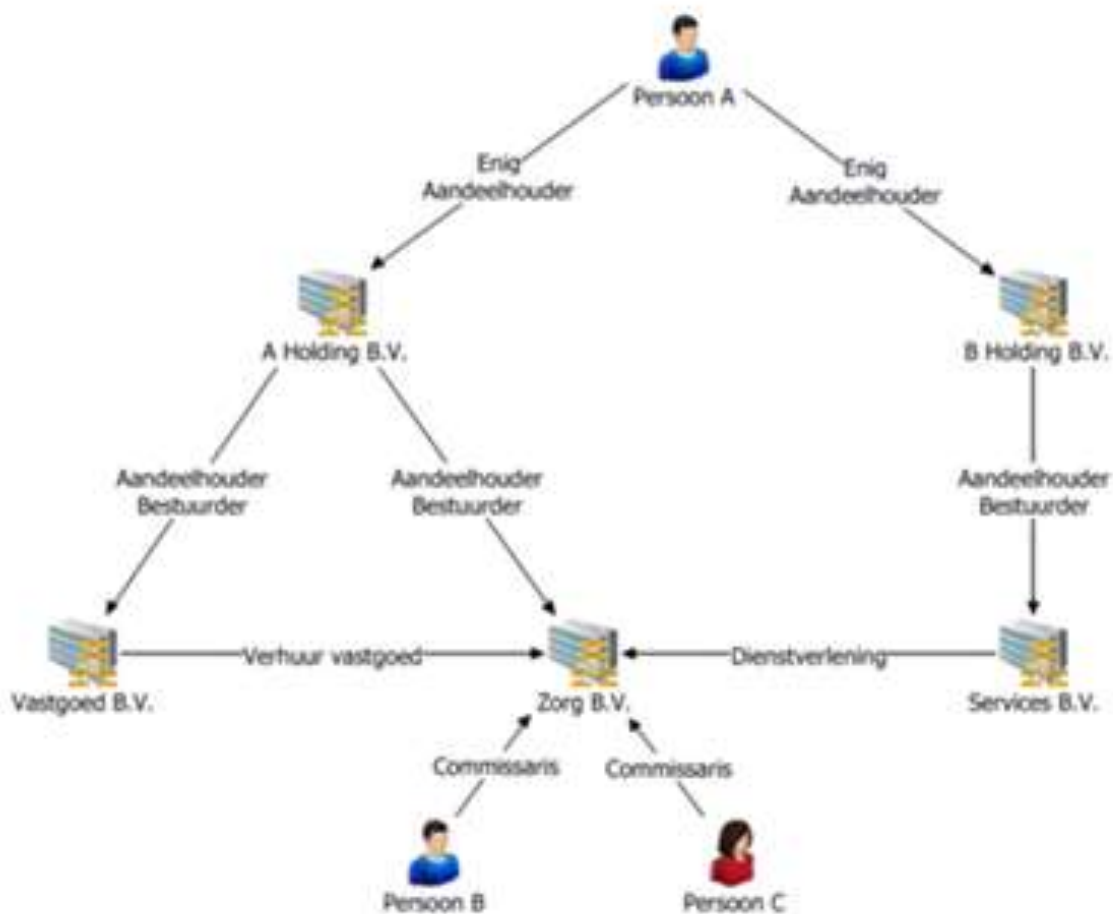 Persoon A
Enig
Aandeelhouder
Enig
Aandeelhouder
A Holding B.V.
B Holding B.V.
Aandeelhouder
Bestuurder
Aandeelhouder
Bestuurder
Aandeelhouder
Bestuurder
Verhuur vastgoed
Dienstverlening
Vastgoed B.V.
Zorg B.V.
Services B.V.
Commissaris
Commissaris
Persoon B
Persoon C